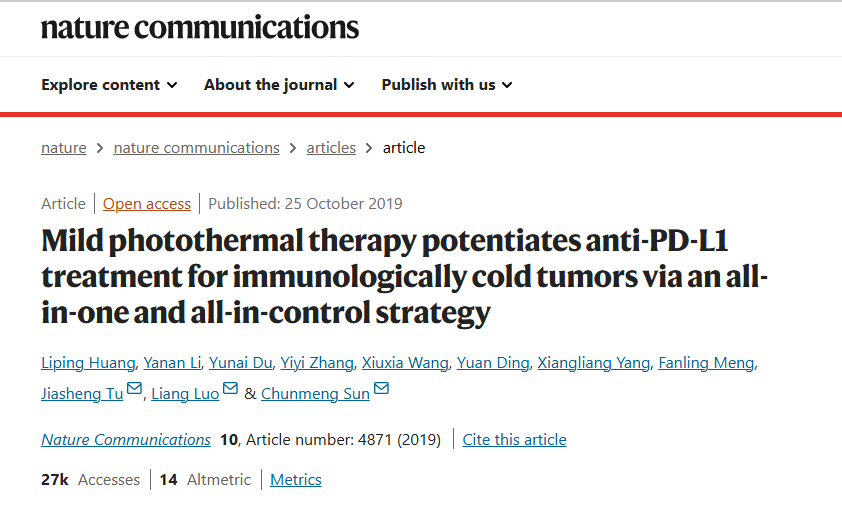 nature communications
Explore content About the journal Publish with us
nature > nature communications > articles > article
Article | Open access | Published: 25 October 2019
Mild photothermal therapy potentiates anti-PD-L1
treatment for immunologically cold tumors via an all-
in-one and all-in-control strategy
Liping Huang, Yanan Li, Yunai Du, Yiyi Zhang, Xiuxia Wang, Yuan Ding, Xiangliang Yang, Fanling Meng,
Jiasheng Tu, Liang Luo & Chunmeng Sun
Nature Communications 10, Article number: 4871 (2019) | Cite this article
27k Accesses | 14 Altmetric | Metrics